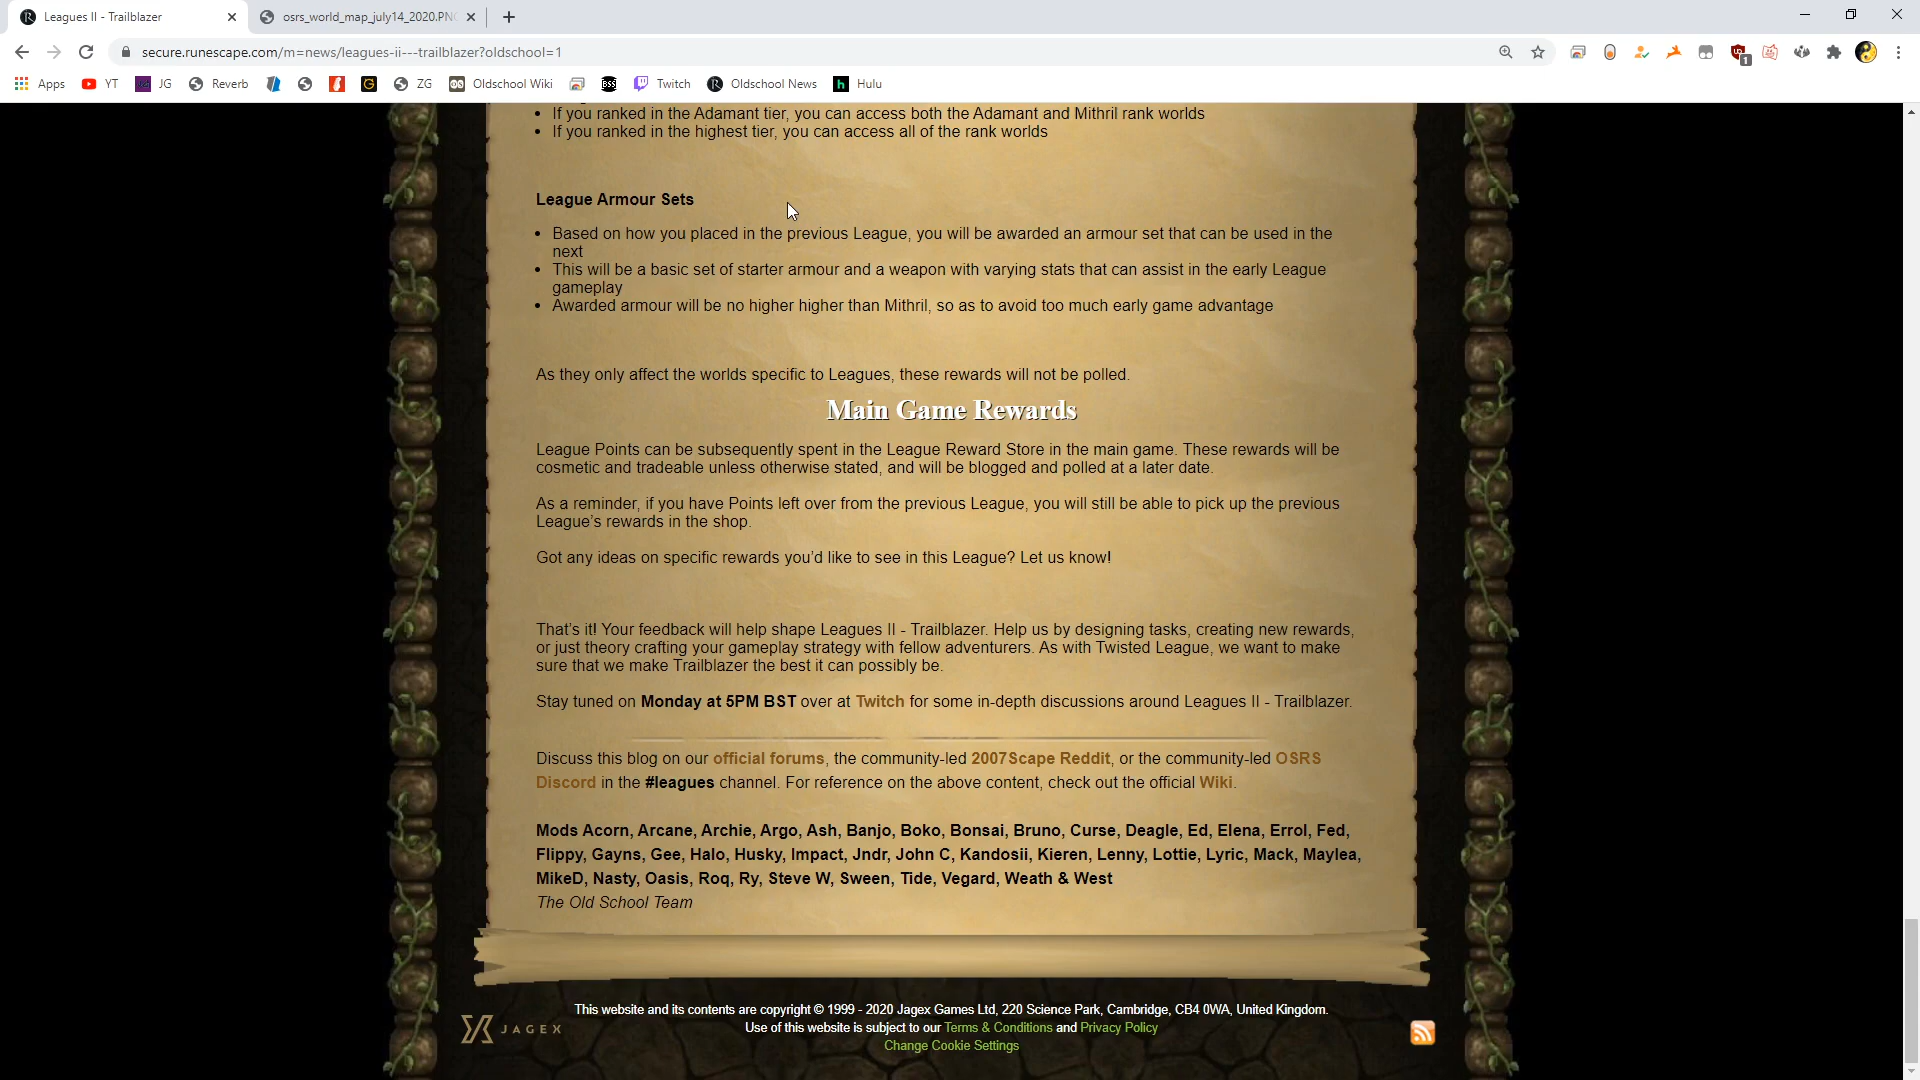 Leagues II - Trailblazer
osrs_world_map_july14_2020.PN
secure.runescape.com/m=news/leagues-ii---trailblazer?oldschool=1
1
Apps YT JG Reverb G ZG Oldschool Wiki BSS Twitch Oldschool News h Hulu
• If you ranked in the Adamant tier, you can access both the Adamant and Mithril rank worlds
• If you ranked in the highest tier, you can access all of the rank worlds
League Armour Sets
• Based on how you placed in the previous League, you will be awarded an armour set that can be used in the
next
• This will be a basic set of starter armour and a weapon with varying stats that can assist in the early League
gameplay
• Awarded armour will be no higher higher than Mithril, so as to avoid too much early game advantage
As they only affect the worlds specific to Leagues, these rewards will not be polled.
Main Game Rewards
League Points can be subsequently spent in the League Reward Store in the main game. These rewards will be
cosmetic and tradeable unless otherwise stated, and will be blogged and polled at a later date.
As a reminder, if you have Points left over from the previous League, you will still be able to pick up the previous
League's rewards in the shop.
Got any ideas on specific rewards you'd like to see in this League? Let us know!
That's it! Your feedback will help shape Leagues II - Trailblazer. Help us by designing tasks, creating new rewards,
or just theory crafting your gameplay strategy with fellow adventurers. As with Twisted League, we want to make
sure that we make Trailblazer the best it can possibly be.
Stay tuned on Monday at 5PM BST over at Twitch for some in-depth discussions around Leagues II - Trailblazer.
Discuss this blog on our official forums, the community-led 2007Scape Reddit, or the community-led OSRS
Discord in the #leagues channel. For reference on the above content, check out the official Wiki.
Mods Acorn, Arcane, Archie, Argo, Ash, Banjo, Boko, Bonsai, Bruno, Curse, Deagle, Ed, Elena, Errol, Fed,
Flippy, Gayns, Gee, Halo, Husky, Impact, Jndr, John C, Kandosii, Kieren, Lenny, Lottie, Lyric, Mack, Maylea,
MikeD, Nasty, Oasis, Roq, Ry, Steve W, Sween, Tide, Vegard, Weath & West
The Old School Team
JAGEX
This website and its contents are copyright © 1999 - 2020 Jagex Games Ltd, 220 Science Park, Cambridge, CB4 0WA, United Kingdom.
Use of this website is subject to our Terms & Conditions and Privacy Policy
Change Cookie Settings